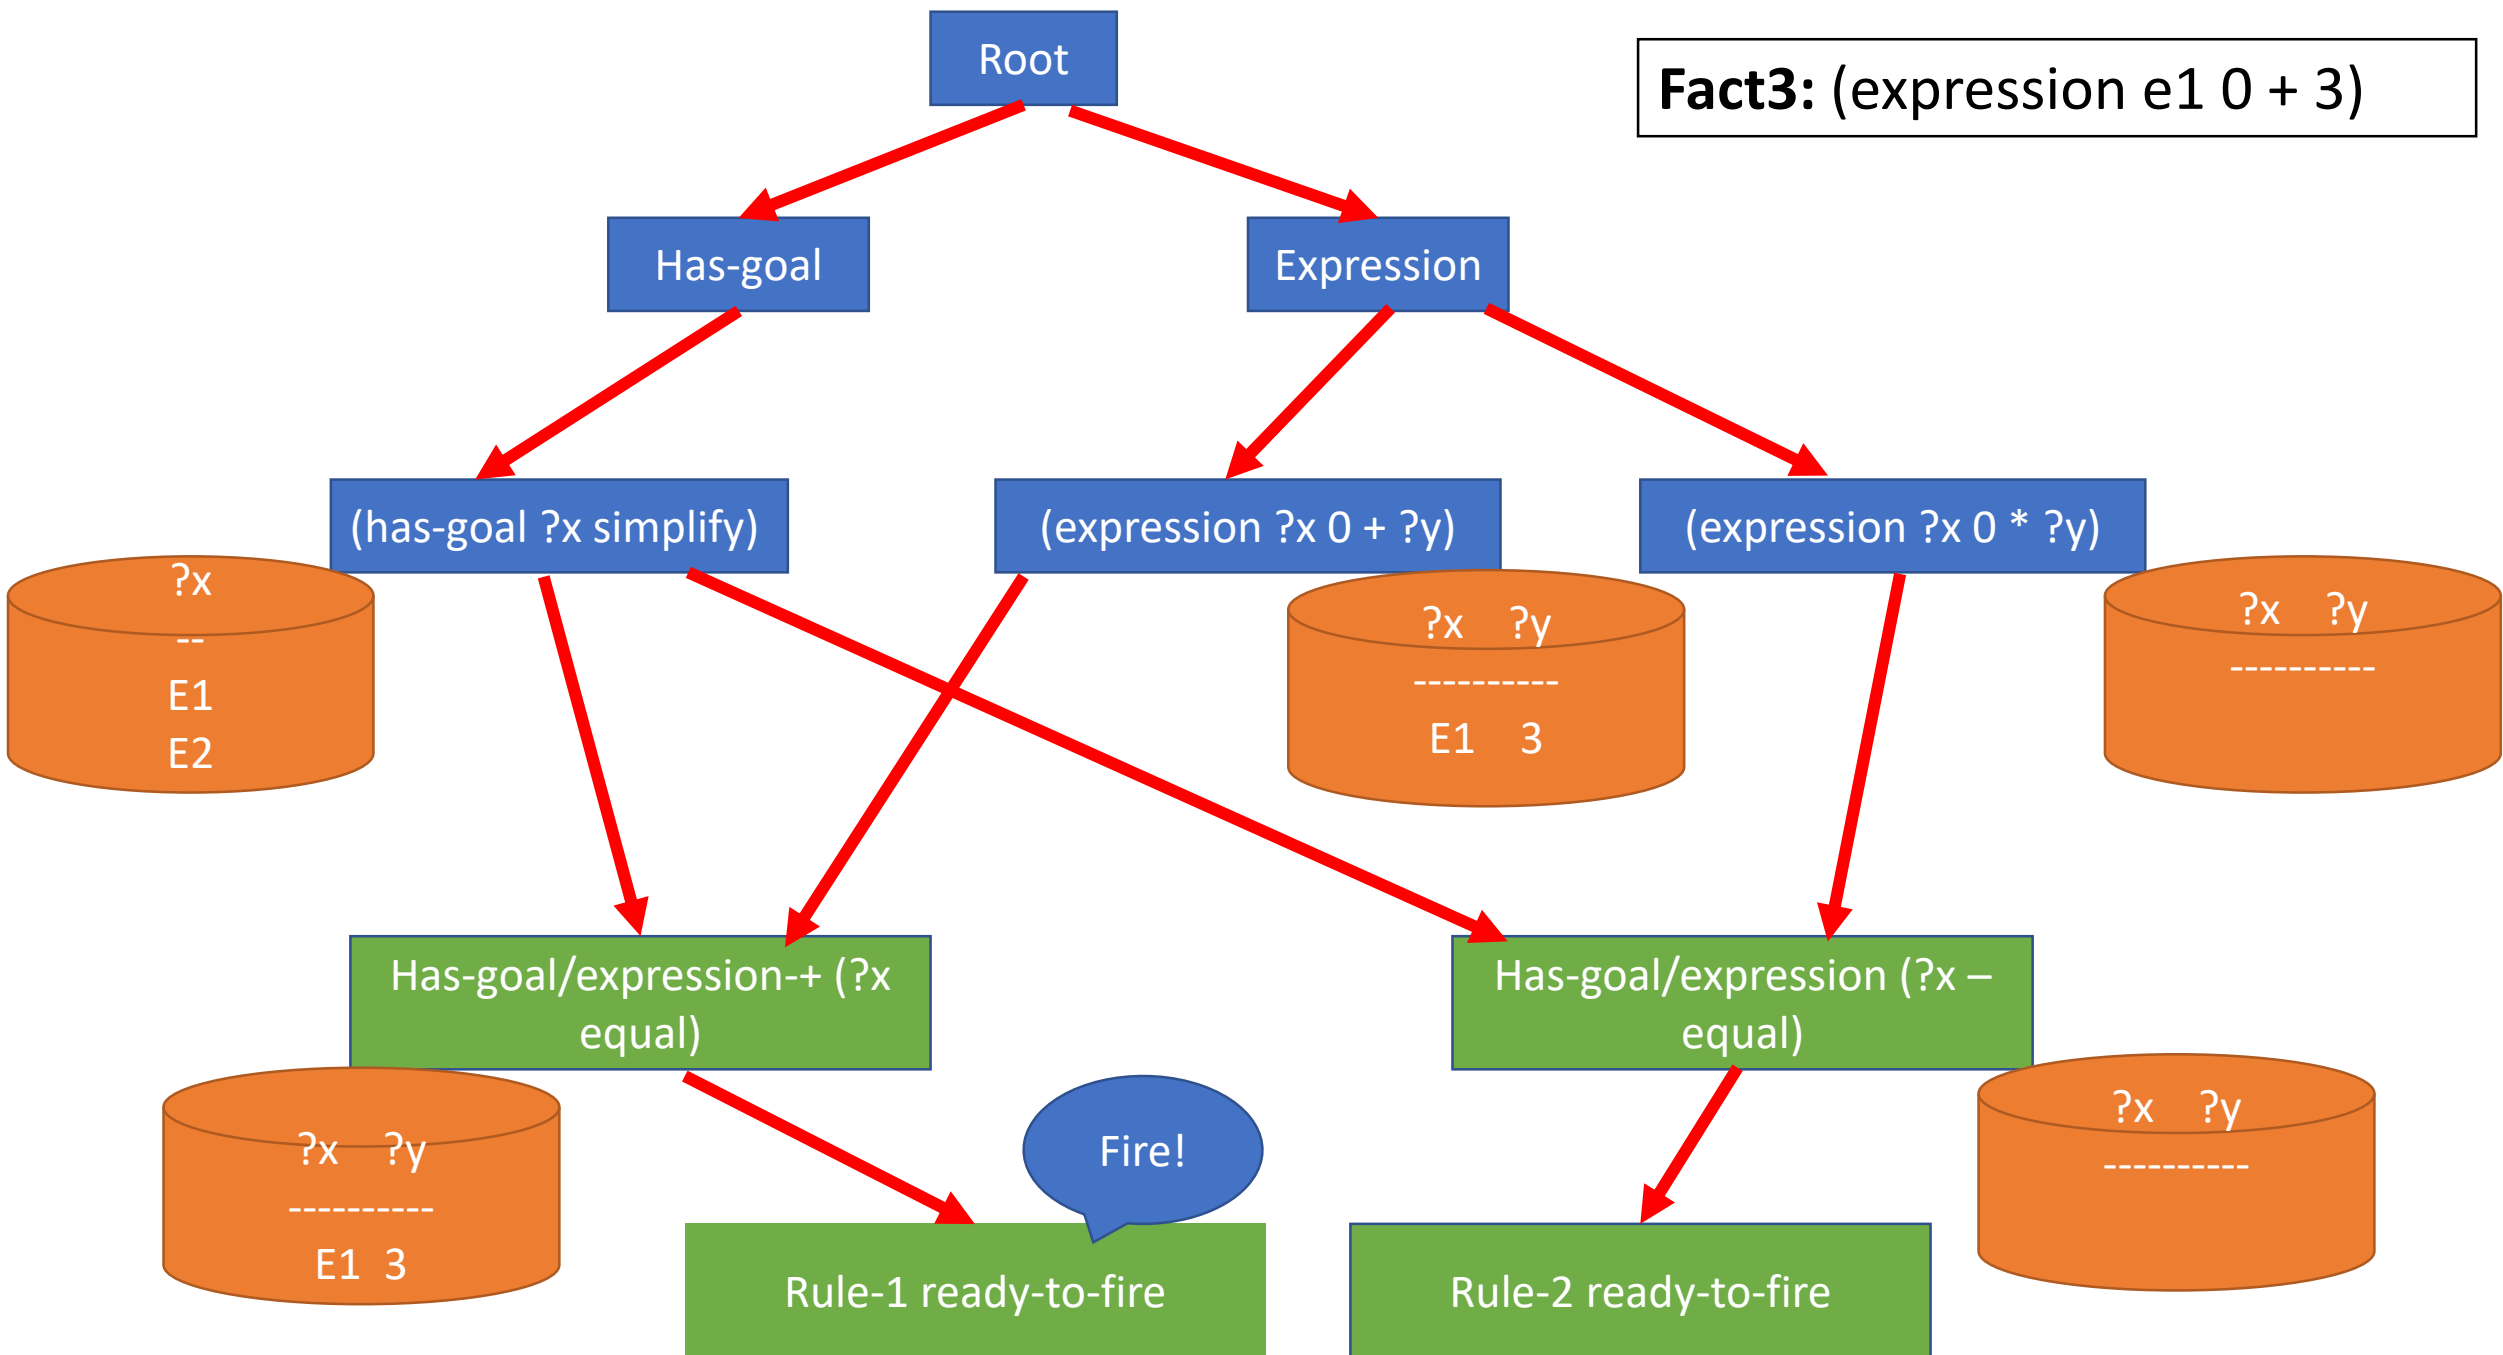 Root
Fact3: (expression e1 0 + 3)
Has-goal
Expression
(has-goal ?x simplify)
(expression ?x 0 + ?y)
(expression ?x 0 * ?y)
?x
--
E1
E2
?x ?y
----------
E1 3
?x ?y
----------
Has-goal/expression-+ (?x
equal)
Has-goal/expression (?x –
equal)
?x ?y
----------
E1 3
Fire!
?x ?y
----------
Rule-1 ready-to-fire
Rule-2 ready-to-fire